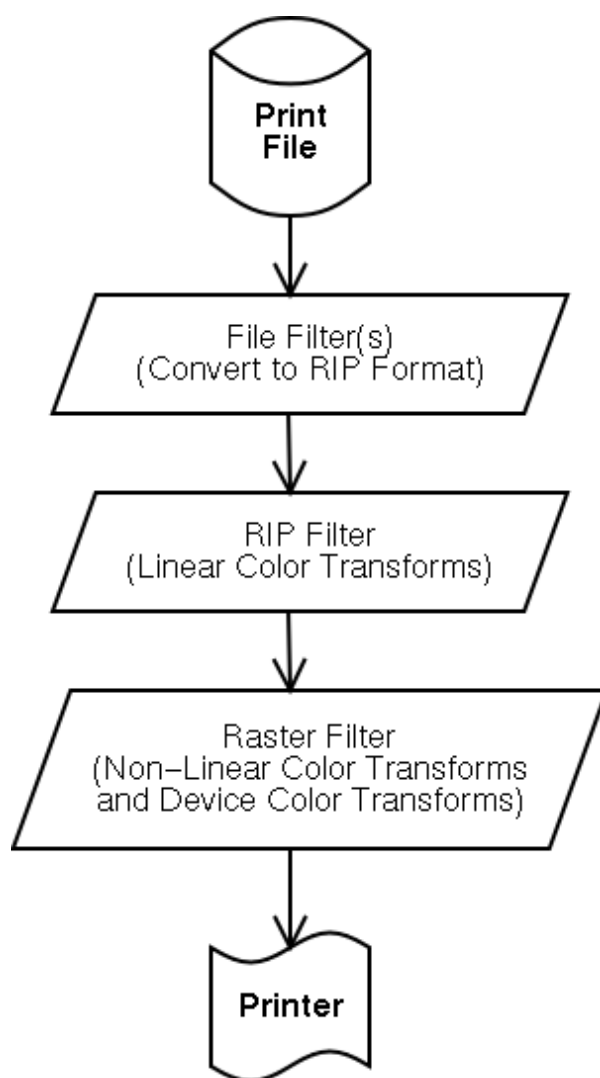 Print
File
File Filter(s)
(Convert to RIP Format)
RIP Filter
(Linear Color Transforms)
Raster Filter
(Non–Linear Color Transforms
and Device Color Transforms)
Printer